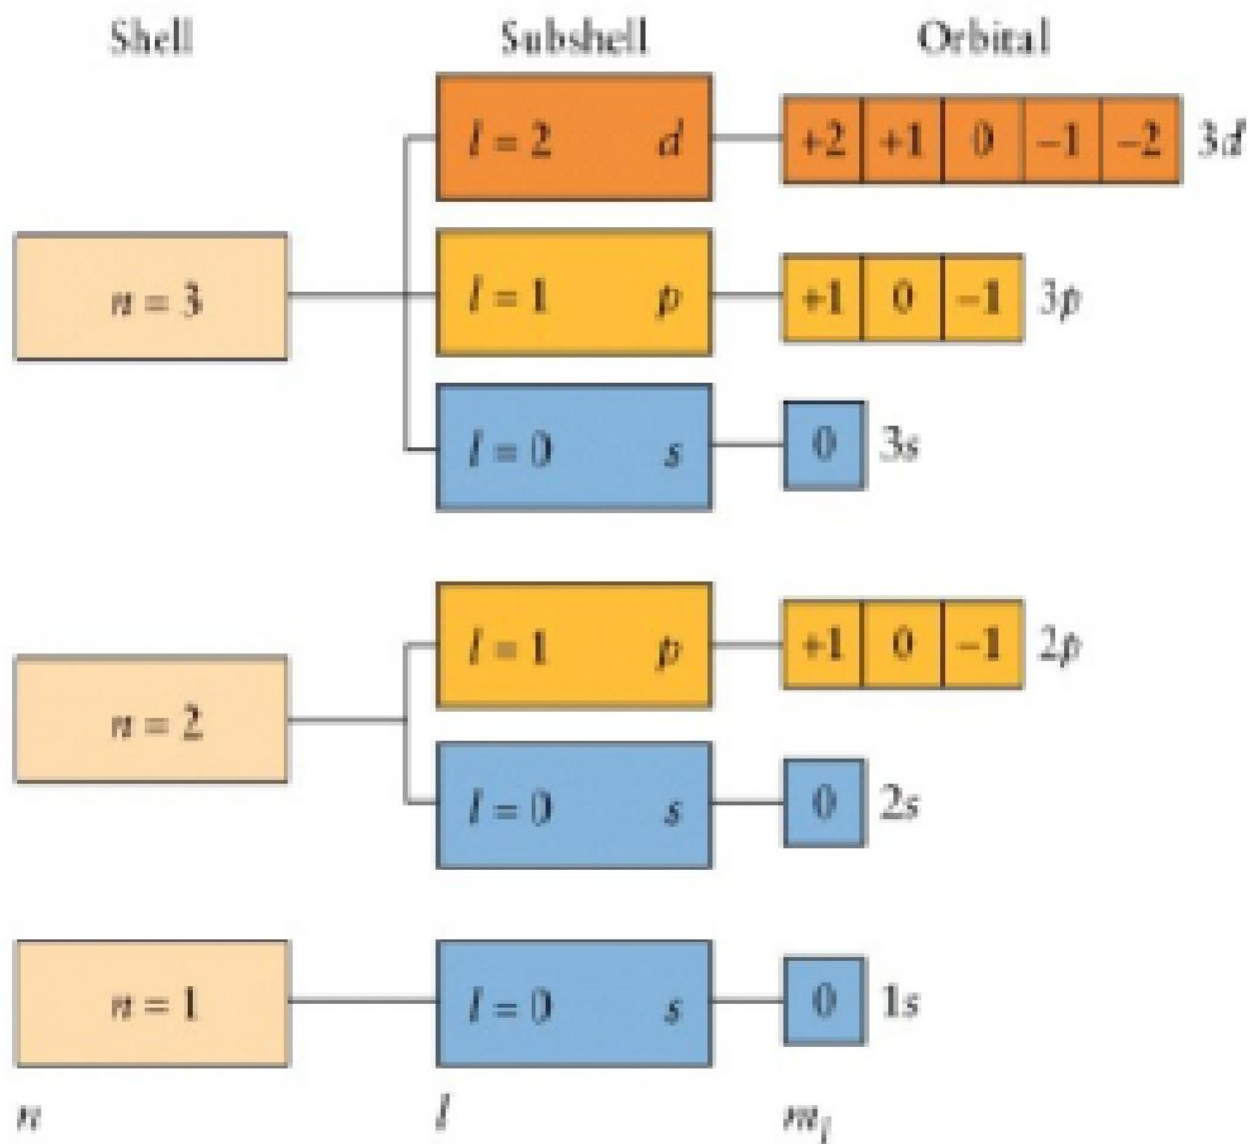 Shell Subshell Orbital
l = 2 d +2 +1 0 −1 −2 3d
n = 3 l = 1 p +1 0 −1 3p
l = 0 s 0 3s
l = 1 p +1 0 −1 2p
n = 2
l = 0 s 0 2s
n = 1 l = 0 s 0 1s
n l m_l